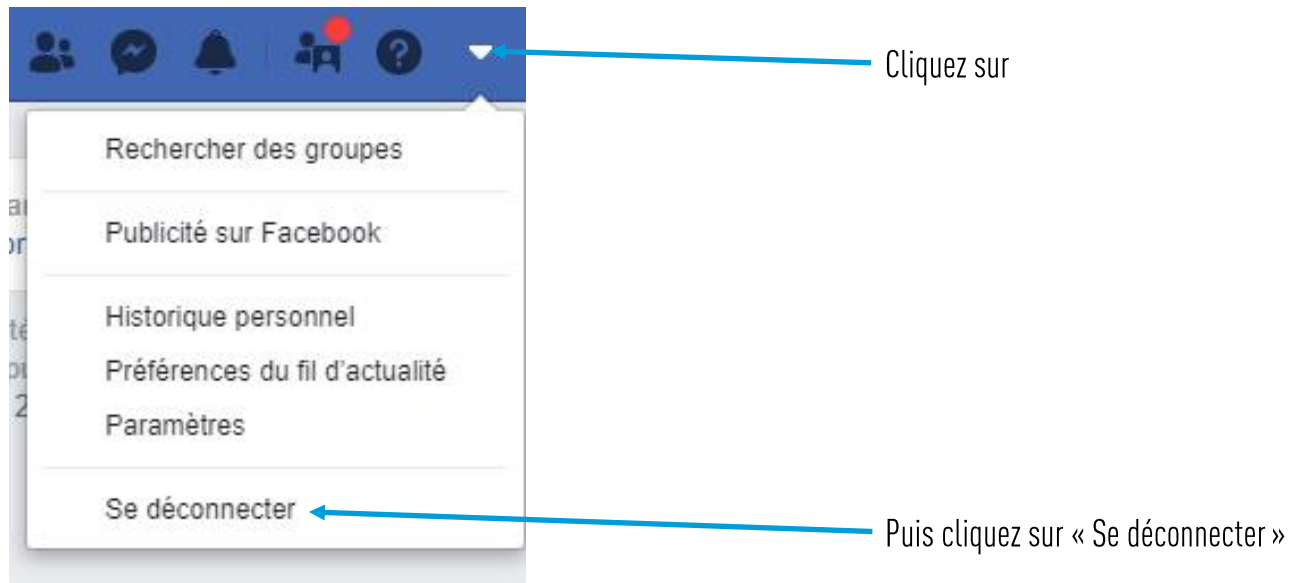 Cliquez sur
Rechercher des groupes
Publicité sur Facebook
Historique personnel
Préférences du fil d'actualité
Paramètres
Se déconnecter
Puis cliquez sur « Se déconnecter »